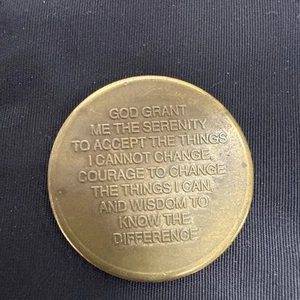 GOD GRANT
ME THE SERENITY
TO ACCEPT THE THINGS
I CANNOT CHANGE,
COURAGE TO CHANGE
THE THINGS I CAN,
AND WISDOM TO
KNOW THE
DIFFERENCE